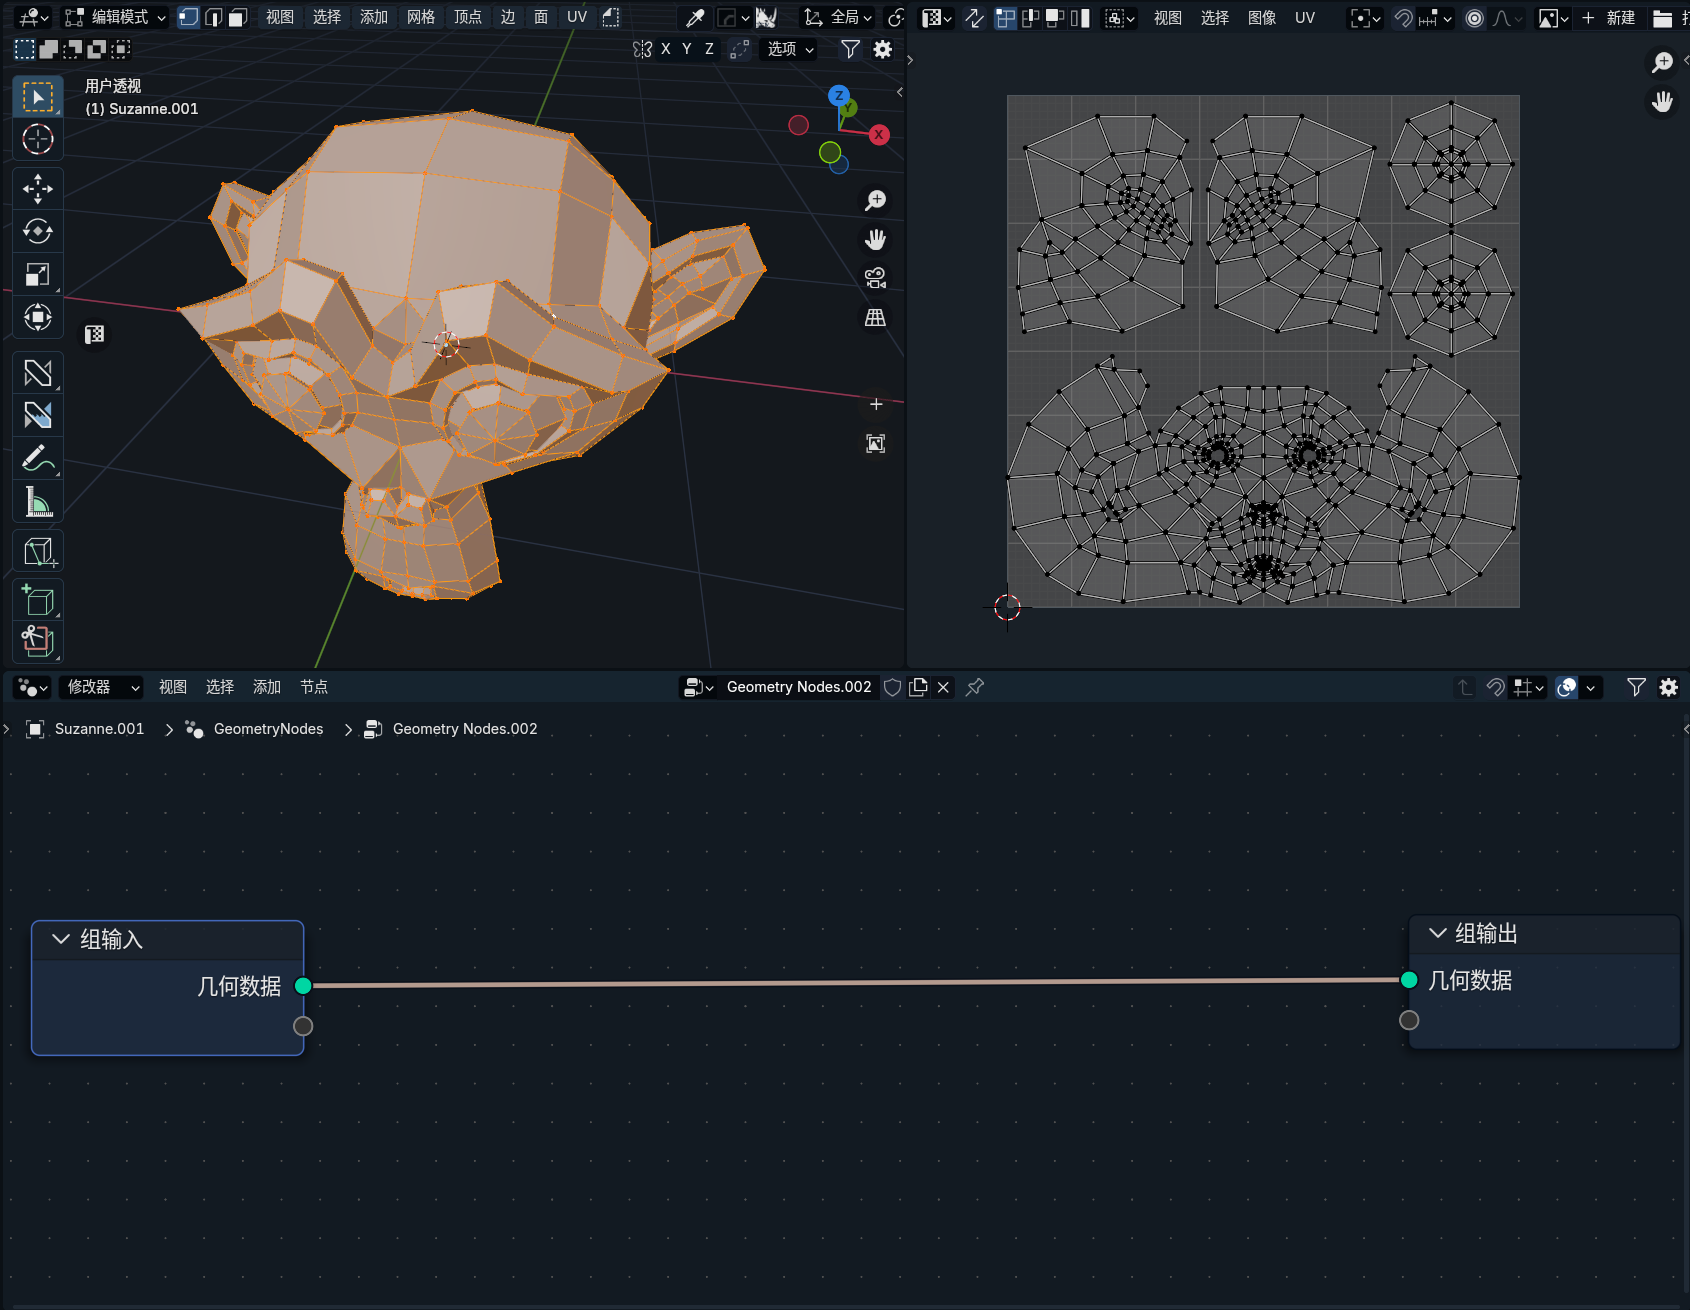 编辑模式 视图 选择 添加 网格 顶点 边 面 UV 全局
X Y Z 选项
用户透视
(1) Suzanne.001
Z
Y
X
视图 选择 图像 UV 新建
修改器 视图 选择 添加 节点 Geometry Nodes.002
Suzanne.001 GeometryNodes Geometry Nodes.002
组输入
几何数据
组输出
几何数据